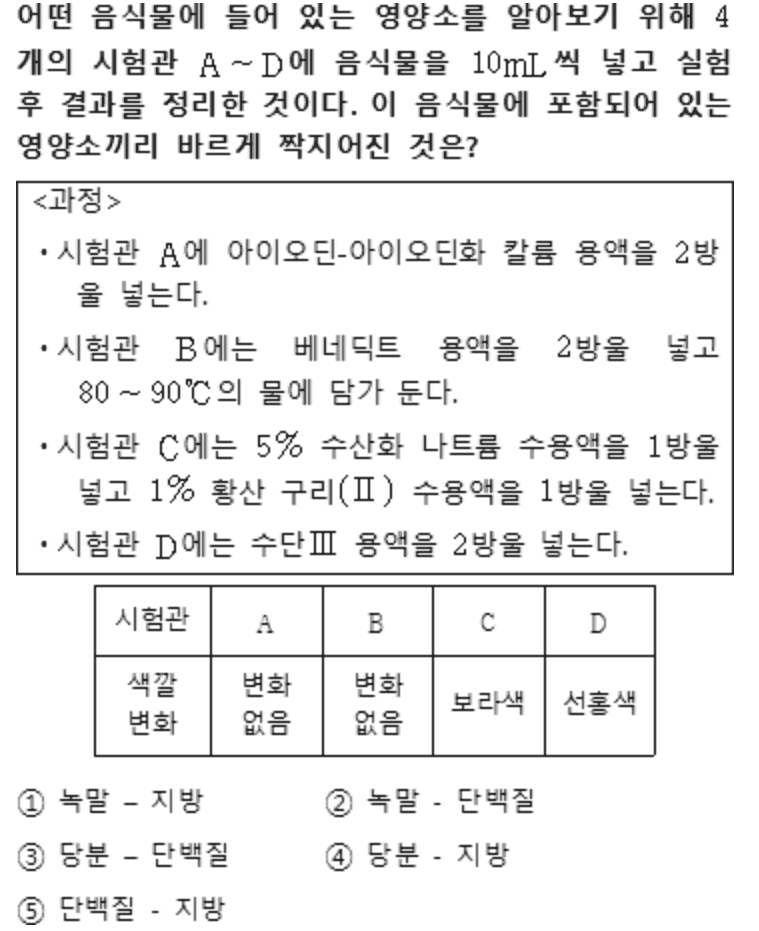 어떤 음식물에 들어 있는 영양소를 알아보기 위해 4
개의 시험관 A ~ D에 음식물을 10mL씩 넣고 실험
후 결과를 정리한 것이다. 이 음식물에 포함되어 있는
영양소끼리 바르게 짝지어진 것은?
<과정>
・시험관 A에 아이오딘-아이오딘화 칼륨 용액을 2방
울 넣는다.
・시험관 B에는 베네딕트 용액을 2방울 넣고
80 ~ 90℃의 물에 담가 둔다.
・시험관 C에는 5% 수산화 나트륨 수용액을 1방울
넣고 1% 황산 구리(Ⅱ) 수용액을 1방울 넣는다.
・시험관 D에는 수단Ⅲ 용액을 2방울 넣는다.
시험관 A B C D
색깔 변화 변화 보라색 선홍색
변화 없음 없음
① 녹말 – 지방 ② 녹말 - 단백질
③ 당분 – 단백질 ④ 당분 - 지방
⑤ 단백질 - 지방